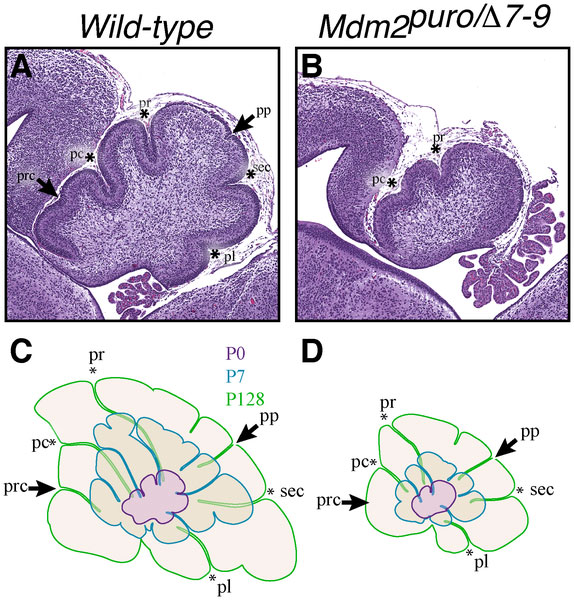 Wild-type
Mdm2puro/Δ7-9
A
pr
pp
pc
sec
prc
pl
B
pr
pc
C
P0
P7
P128
pr
pp
pc
prc
sec
pl
D
pr
pp
pc
prc
sec
pl